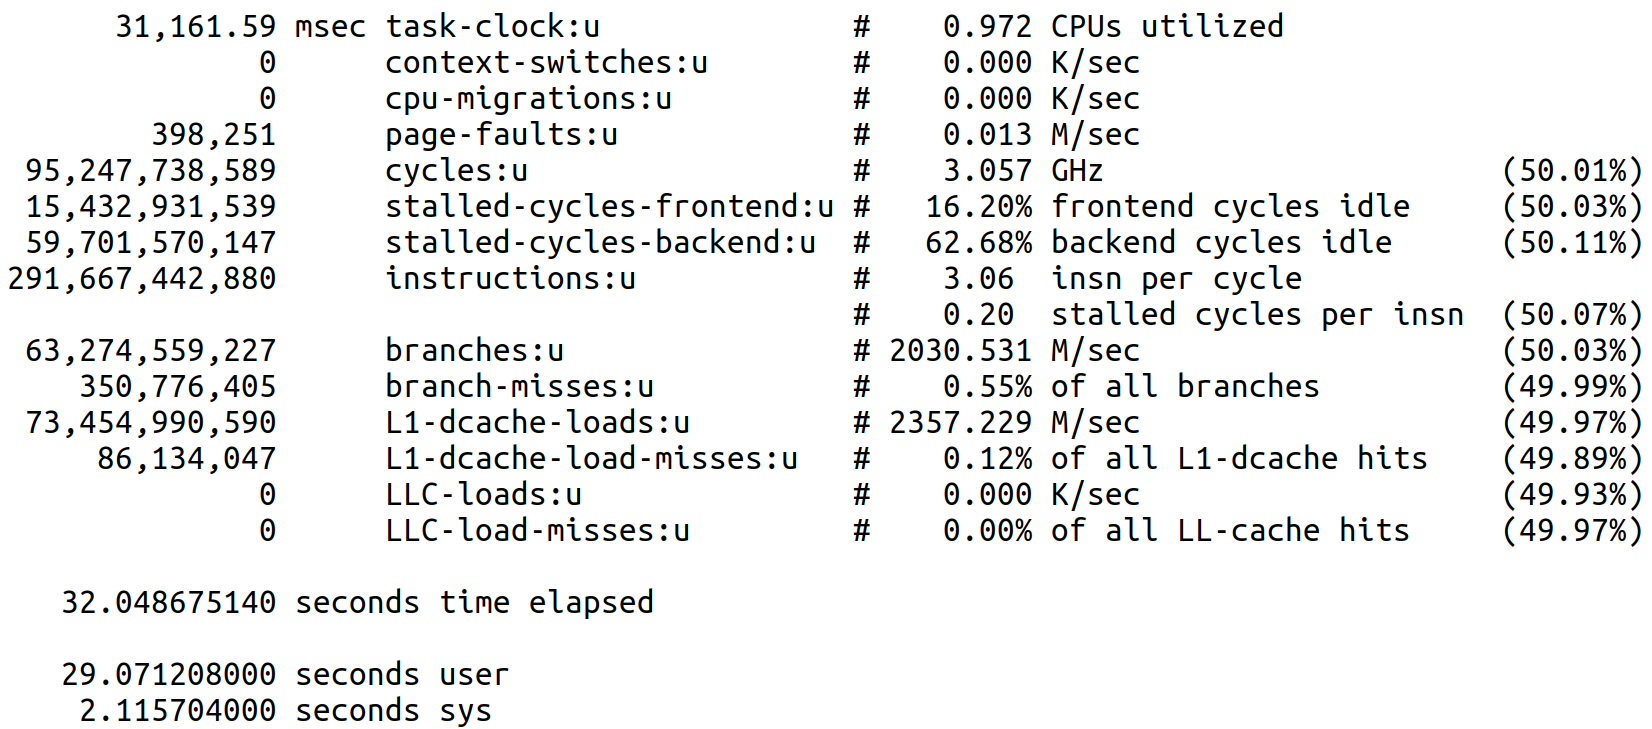 31,161.59 msec task-clock:u # 0.972 CPUs utilized
0 context-switches:u # 0.000 K/sec
0 cpu-migrations:u # 0.000 K/sec
398,251 page-faults:u # 0.013 M/sec
95,247,738,589 cycles:u # 3.057 GHz (50.01%)
15,432,931,539 stalled-cycles-frontend:u # 16.20% frontend cycles idle (50.03%)
59,701,570,147 stalled-cycles-backend:u # 62.68% backend cycles idle (50.11%)
291,667,442,880 instructions:u # 3.06 insn per cycle
# 0.20 stalled cycles per insn (50.07%)
63,274,559,227 branches:u # 2030.531 M/sec (50.03%)
350,776,405 branch-misses:u # 0.55% of all branches (49.99%)
73,454,990,590 L1-dcache-loads:u # 2357.229 M/sec (49.97%)
86,134,047 L1-dcache-load-misses:u # 0.12% of all L1-dcache hits (49.89%)
0 LLC-loads:u # 0.000 K/sec (49.93%)
0 LLC-load-misses:u # 0.00% of all LL-cache hits (49.97%)
32.048675140 seconds time elapsed
29.071208000 seconds user
2.115704000 seconds sys